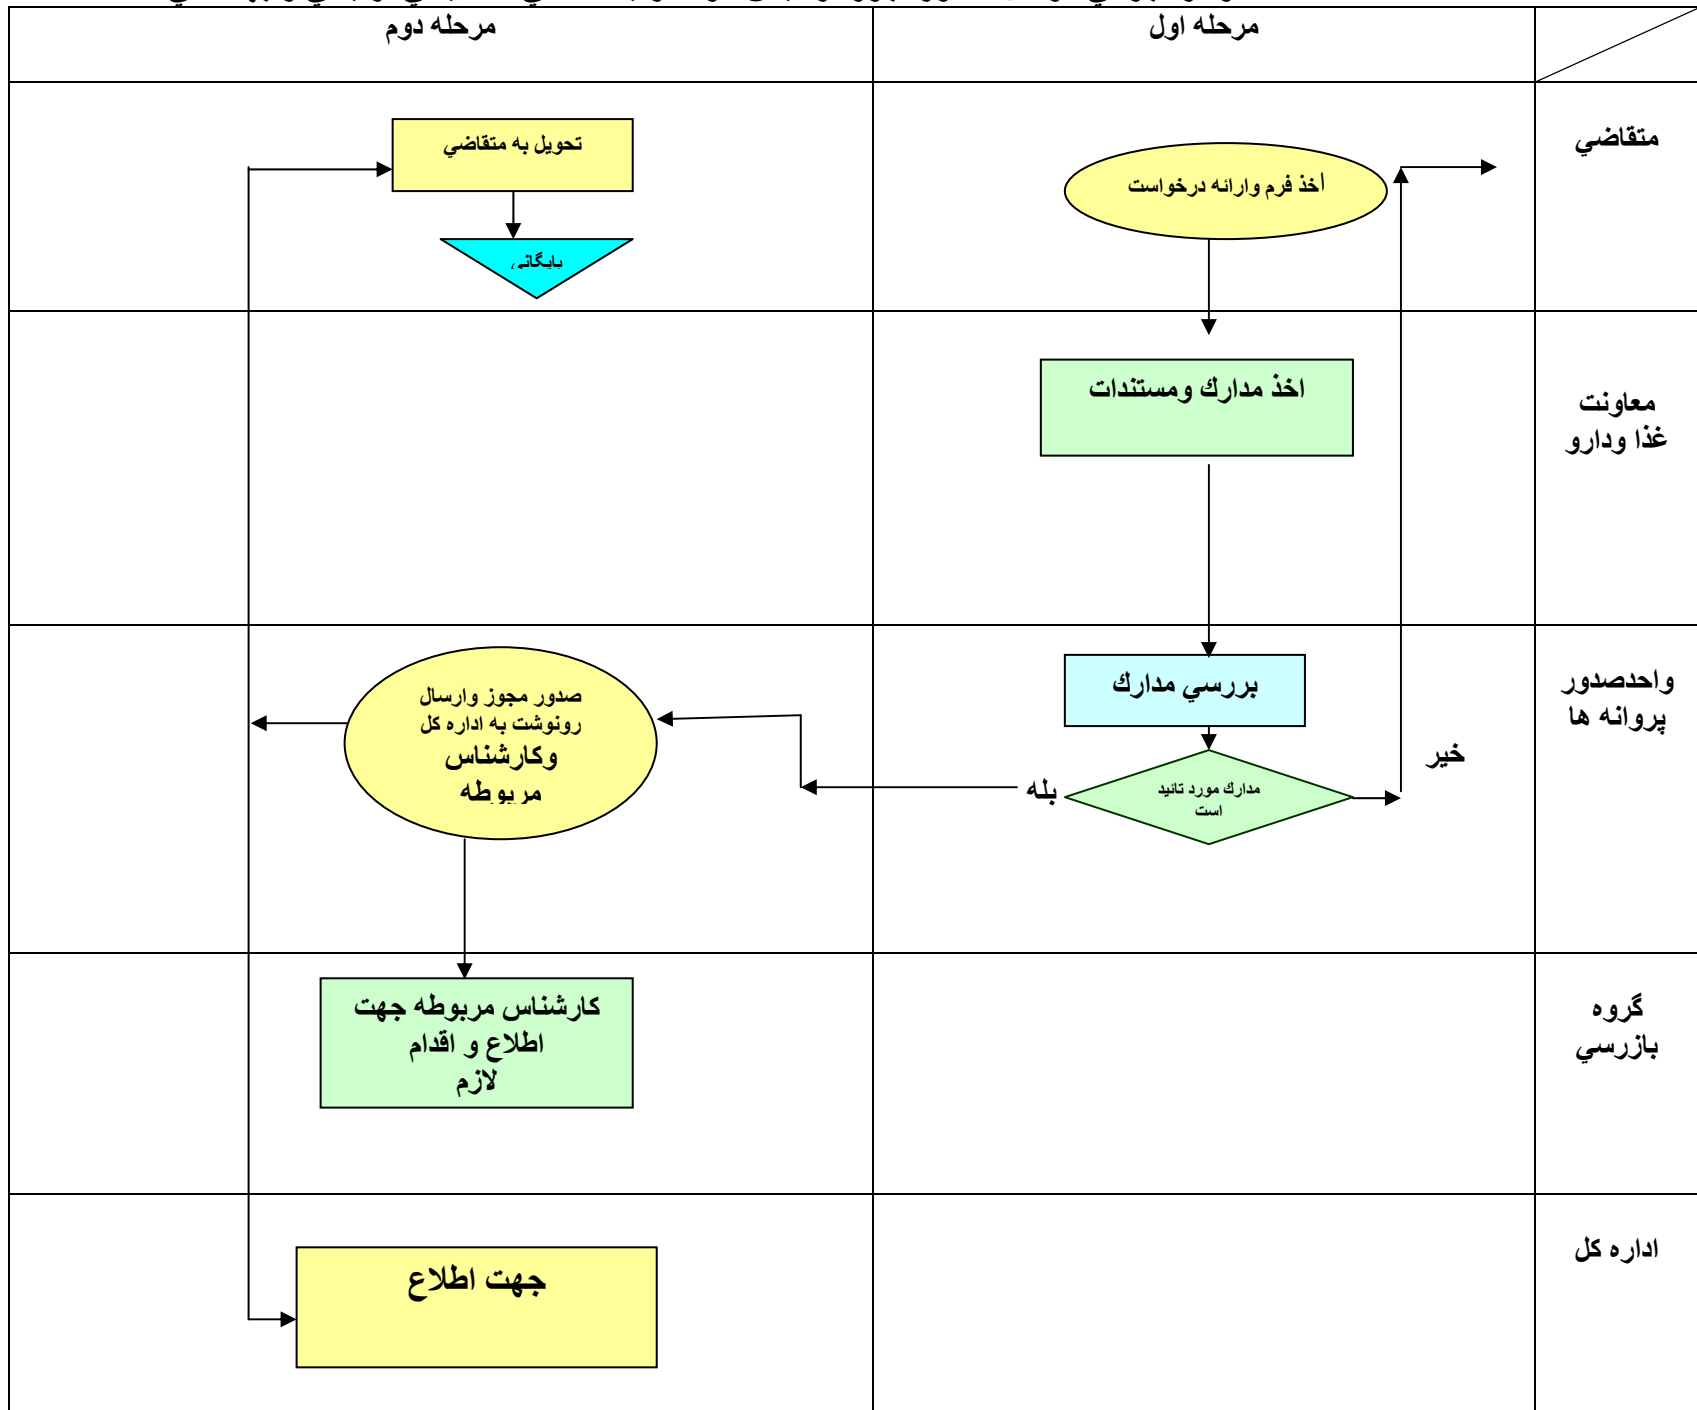 مرحله اول
مرحله دوم
متقاضي
أخذ فرم وارائه درخواست
تحويل به متقاضي
بايگانی
معاونت
غذا ودارو
اخذ مدارك ومستندات
واحدصدور
پروانه ها
بررسي مدارك
مدارك مورد تائيد
است
خير
بله
صدور مجوز وارسال
رونوشت به اداره كل
وكارشناس
مربوطه
گروه
بازرسي
كارشناس مربوطه جهت
اطلاع و اقدام
لازم
اداره كل
جهت اطلاع